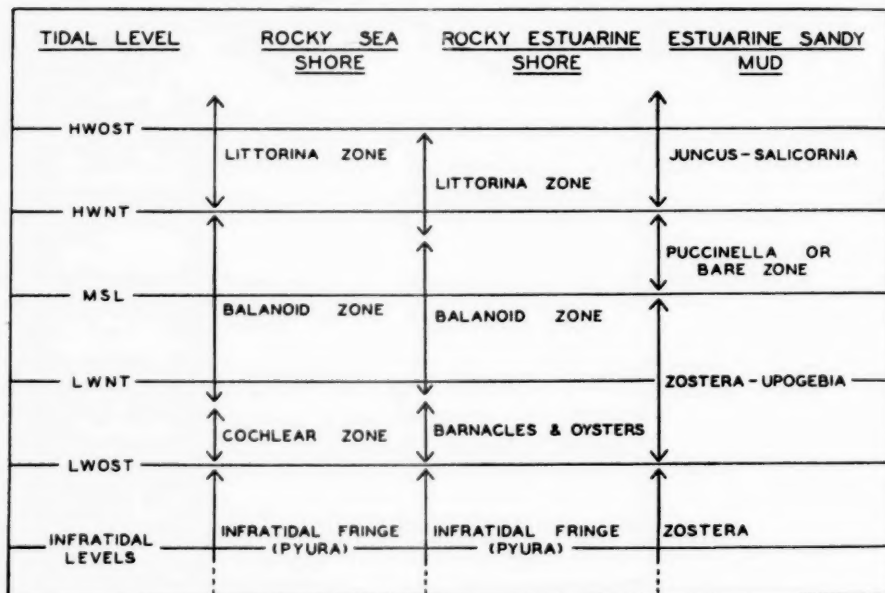 TIDAL LEVEL
ROCKY SEA
SHORE
ROCKY ESTUARINE
SHORE
ESTUARINE SANDY
MUD
HWOST
LITTORINA ZONE
JUNCUS-SALICORNIA
LITTORINA ZONE
HWNT
PUCCINELLA OR
BARE ZONE
MSL
BALANOID ZONE
BALANOID ZONE
LWNT
ZOSTERA-UPOGEBIA
COCHLEAR ZONE
BARNACLES & OYSTERS
LWOST
INFRATIDAL
LEVELS
INFRATIDAL FRINGE
(PYURA)
INFRATIDAL FRINGE
(PYURA)
ZOSTERA